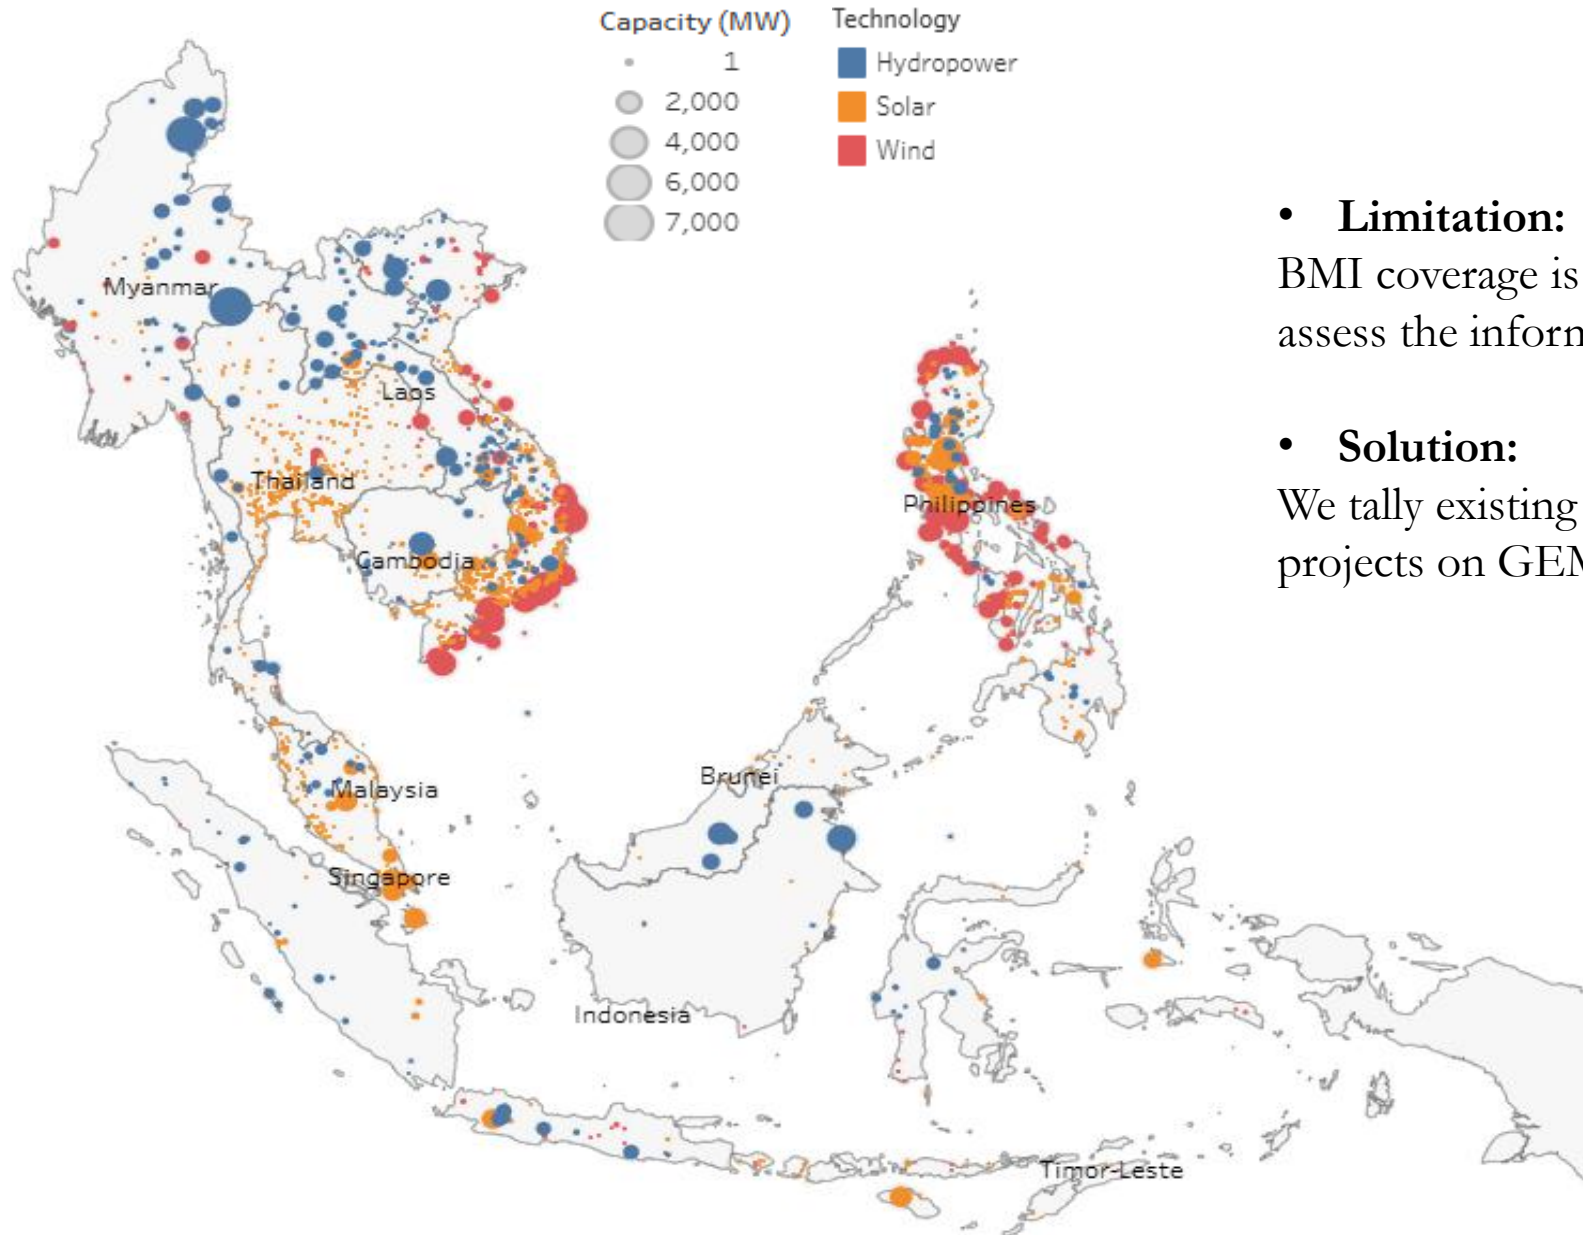 Capacity (MW)
1
2,000
4,000
6,000
7,000
Technology
Hydropower
Solar
Wind
• Limitation:
BMI coverage is
assess the inform
• Solution:
We tally existing
projects on GEM
Myanmar
Laos
Thailand
Cambodia
Philippines
Malaysia
Brunei
Singapore
Indonesia
Timor-Leste